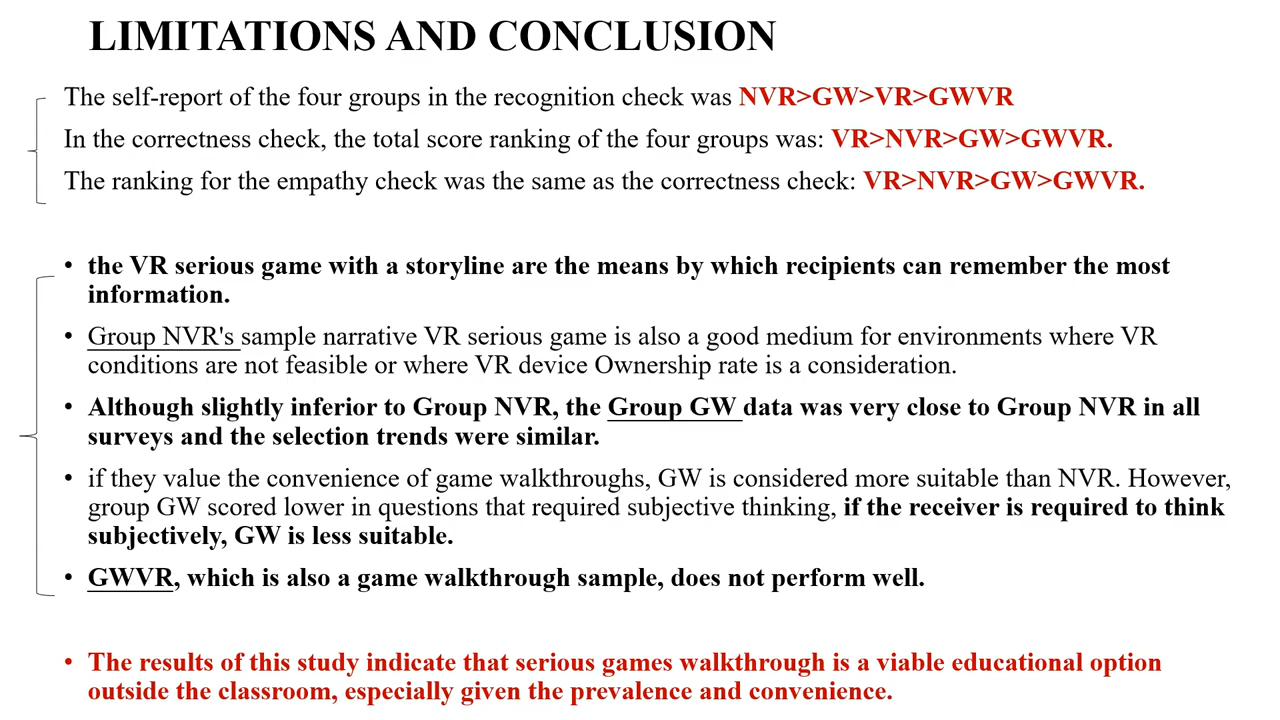 LIMITATIONS AND CONCLUSION
The self-report of the four groups in the recognition check was NVR>GW>VR>GWVR
In the correctness check, the total score ranking of the four groups was: VR>NVR>GW>GWVR.
The ranking for the empathy check was the same as the correctness check: VR>NVR>GW>GWVR.
• the VR serious game with a storyline are the means by which recipients can remember the most
information.
• Group NVR's sample narrative VR serious game is also a good medium for environments where VR
conditions are not feasible or where VR device Ownership rate is a consideration.
• Although slightly inferior to Group NVR, the Group GW data was very close to Group NVR in all
surveys and the selection trends were similar.
• if they value the convenience of game walkthroughs, GW is considered more suitable than NVR. However,
group GW scored lower in questions that required subjective thinking, if the receiver is required to think
subjectively, GW is less suitable.
• GWVR, which is also a game walkthrough sample, does not perform well.
• The results of this study indicate that serious games walkthrough is a viable educational option
outside the classroom, especially given the prevalence and convenience.